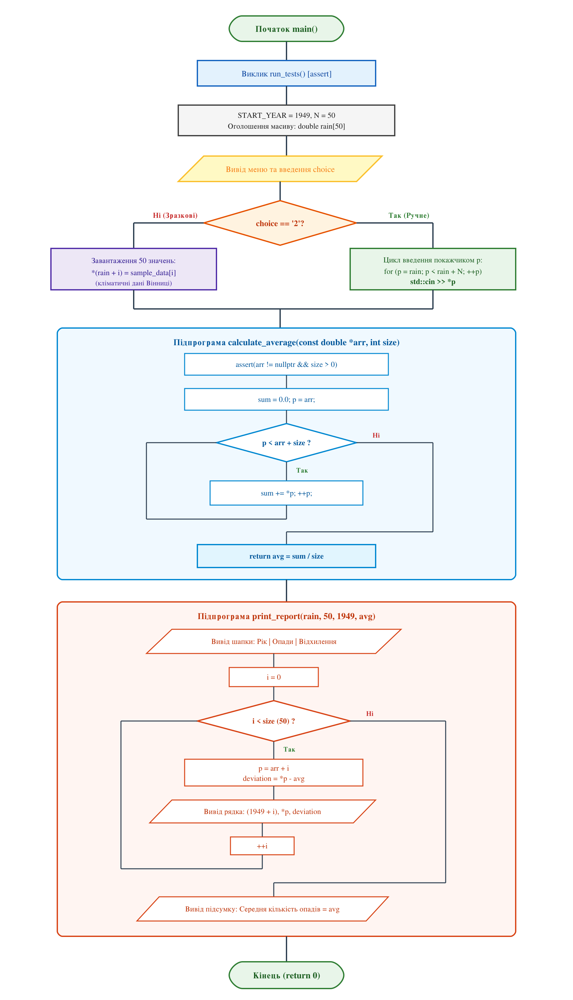 Початок main()
Виклик run_tests() [assert]
START_YEAR = 1949, N = 50
Оголошення масиву: double rain[50]
Вивід меню та введення choice
Ні (Зразкові)
Так (Ручне)
choice == '2'?
Завантаження 50 значень:
*(rain + i) = sample_data[i]
(кліматичні дані Вінниці)
Цикл введення покажчиком p:
for (p = rain; p < rain + N; ++p)
std::cin >> *p
Підпрограма calculate_average(const double *arr, int size)
assert(arr != nullptr && size > 0)
sum = 0.0; p = arr;
p < arr + size ?
Ні
Так
sum += *p; ++p;
return avg = sum / size
Підпрограма print_report(rain, 50, 1949, avg)
Вивід шапки: Рік | Опади | Відхилення
i = 0
i < size (50) ?
Ні
Так
p = arr + i
deviation = *p - avg
Вивід рядка: (1949 + i), *p, deviation
++i
Вивід підсумку: Середня кількість опадів = avg
Кінець (return 0)